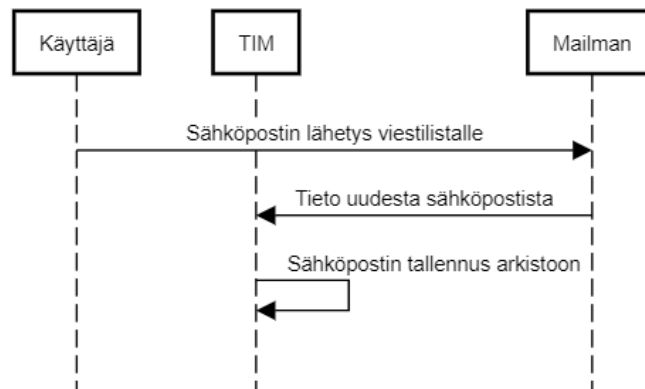 Käyttäjä
TIM
Mailman
Sähköpostin lähetys viestilistalle
Tieto uudesta sähköpostista
Sähköpostin tallennus arkistoon